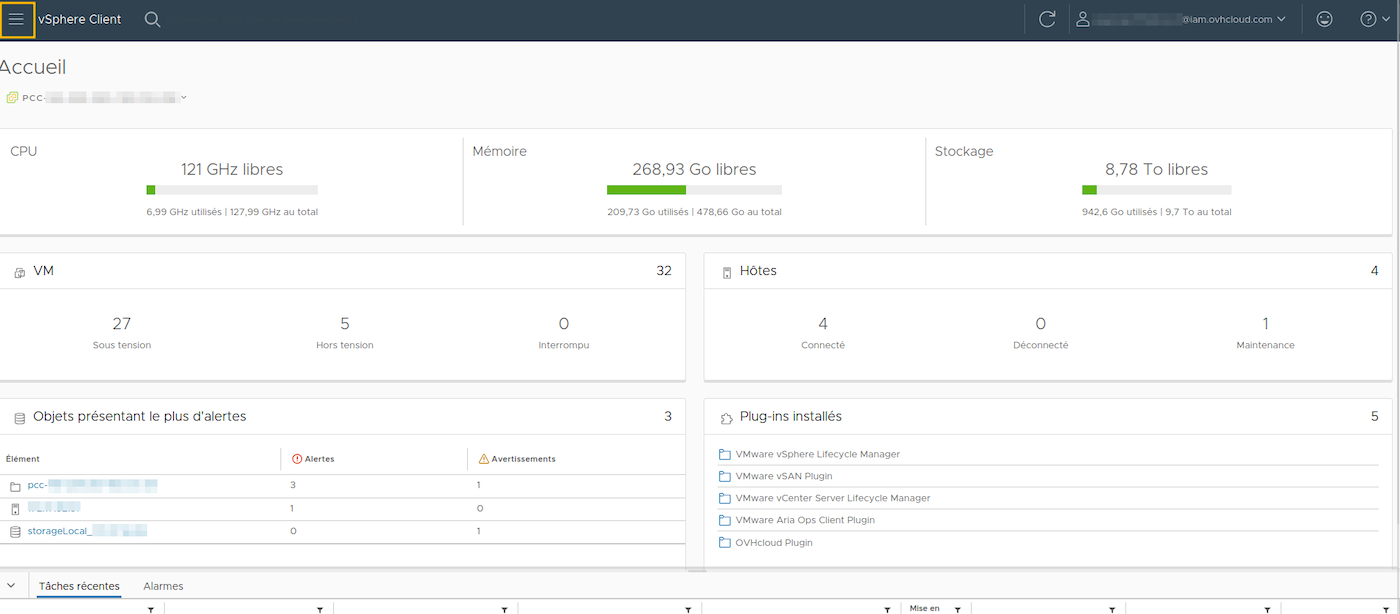 vSphere Client
@iam.ovhcloud.com
Accueil
PCC-
CPU
121 GHz libres
6,99 GHz utilisés | 127,99 GHz au total
Mémoire
268,93 Go libres
209,73 Go utilisés | 478,66 Go au total
Stockage
8,78 To libres
942,6 Go utilisés | 9,7 To au total
VM 32
27 5 0
Sous tension Hors tension Interrompu
Hôtes 4
4 0 1
Connecté Déconnecté Maintenance
Objets présentant le plus d'alertes 3
Élément Alertes Avertissements
pcc- 3 1
1 0
storageLocal_ 0 1
Plug-ins installés 5
VMware vSphere Lifecycle Manager
VMware vSAN Plugin
VMware vCenter Server Lifecycle Manager
VMware Aria Ops Client Plugin
OVHcloud Plugin
Tâches récentes Alarmes
Mise en